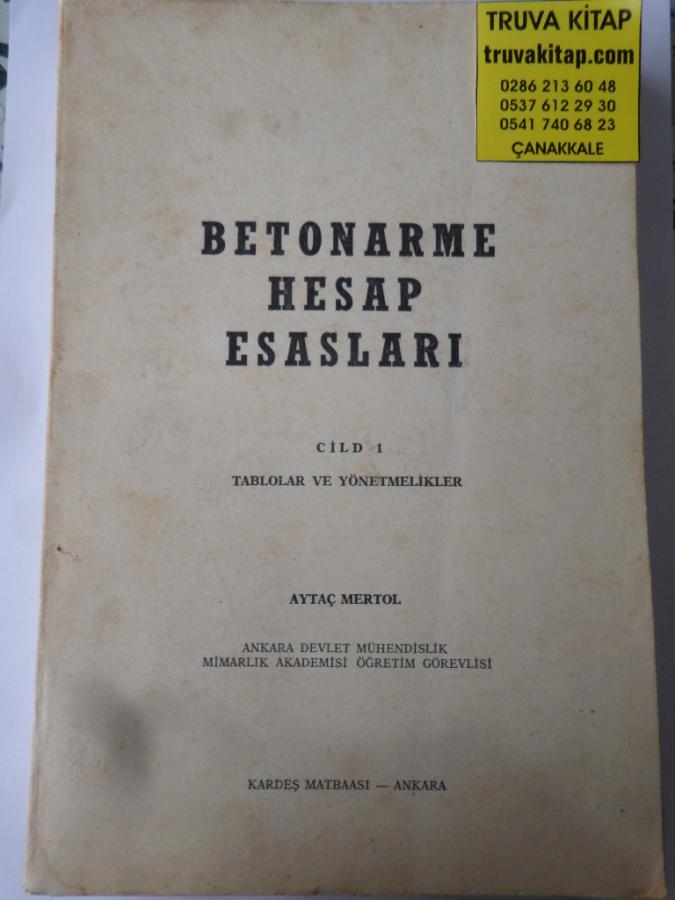 TRUVA KİTAP
truvakitap.com
0286 213 60 48
0537 612 29 30
0541 740 68 23
ÇANAKKALE
BETONARME
HESAP
ESASLARI
CİLD 1
TABLOLAR VE YÖNETMELİKLER
AYTAÇ MERTOL
ANKARA DEVLET MÜHENDİSLİK
MİMARLIK AKADEMİSİ ÖĞRETİM GÖREVLİSİ
KARDEŞ MATBAASI — ANKARA